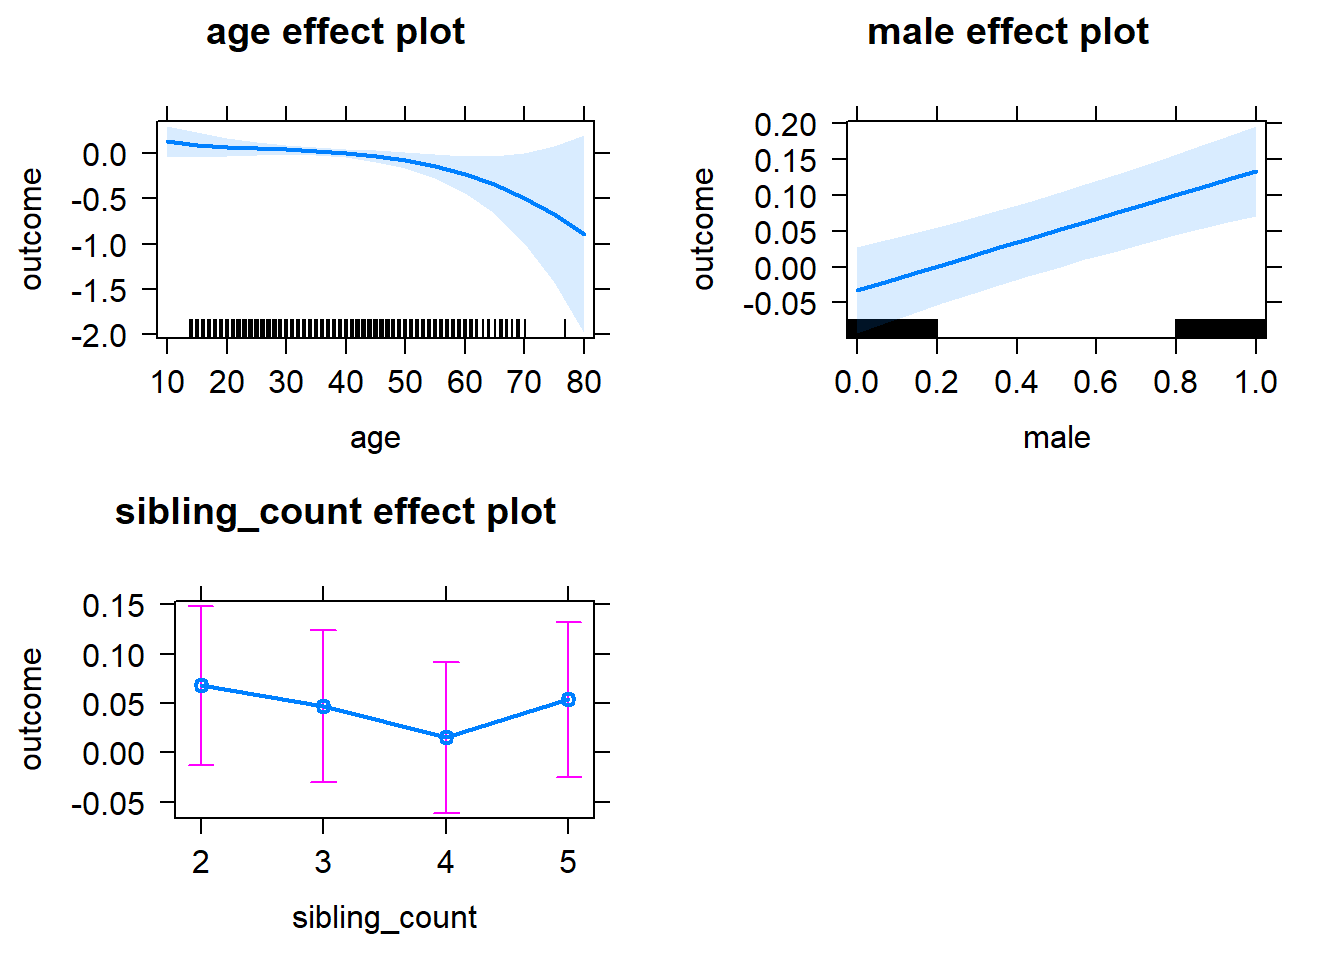 age effect plot
outcome
0.0
-0.5
-1.0
-1.5
-2.0
10 20 30 40 50 60 70 80
age
male effect plot
outcome
0.20
0.15
0.10
0.05
0.00
-0.05
0.0 0.2 0.4 0.6 0.8 1.0
male
sibling_count effect plot
outcome
0.15
0.10
0.05
0.00
-0.05
2 3 4 5
sibling_count